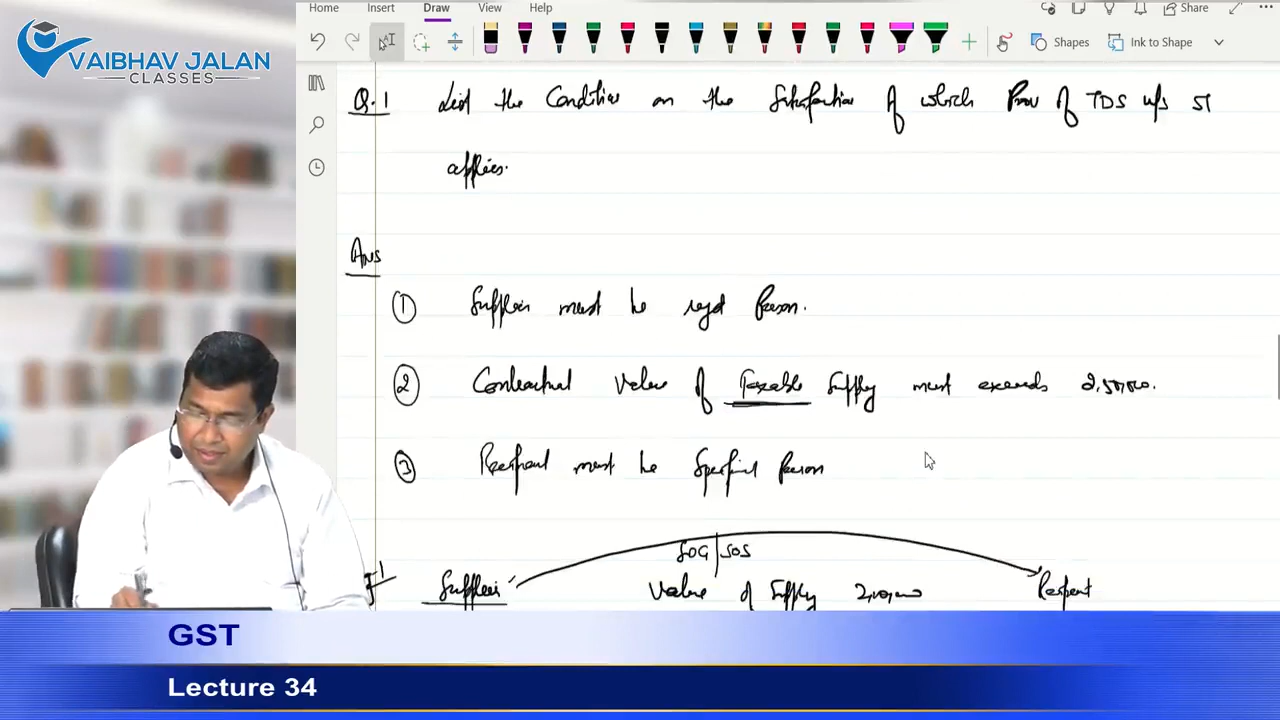 Home Insert Draw View Help
Share
VAIBHAV JALAN
CLASSES
Shapes Ink to Shape
Q.1 List the Condition on the Satisfaction of which Prov of TDS u/s 51
applies.
Ans
① Supplier must be regd Person.
② Contractual Value of Taxable Supply must exceeds 2,50,000.
③ Recipient must be Specified Person
SOG | SOS
Supplier Value of Supply Recipient
GST
Lecture 34